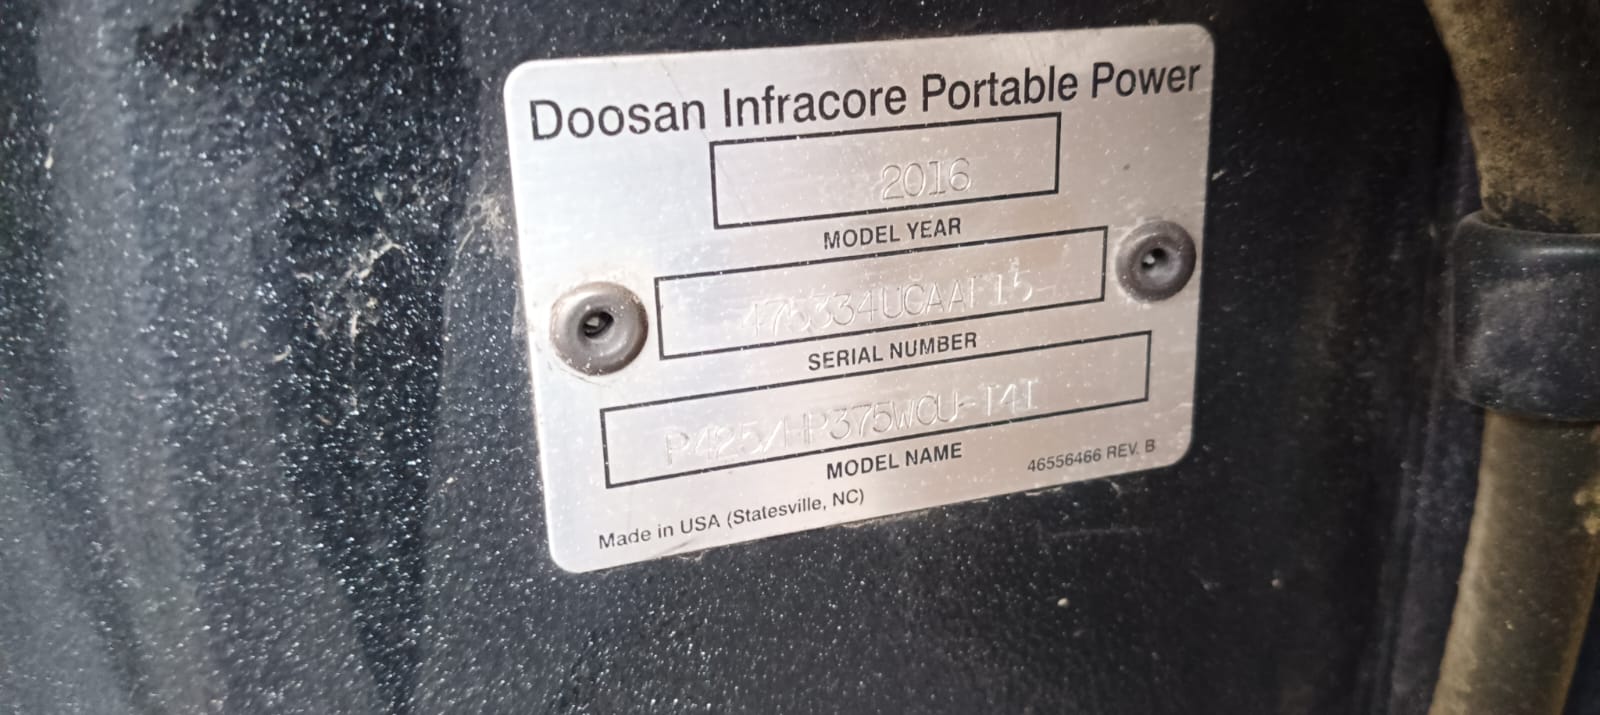 Doosan Infracore Portable Power
2016
MODEL YEAR
475334UCAAF15
SERIAL NUMBER
P425/HP375WCU-T4I
MODEL NAME
46556466 REV. B
Made in USA (Statesville, NC)